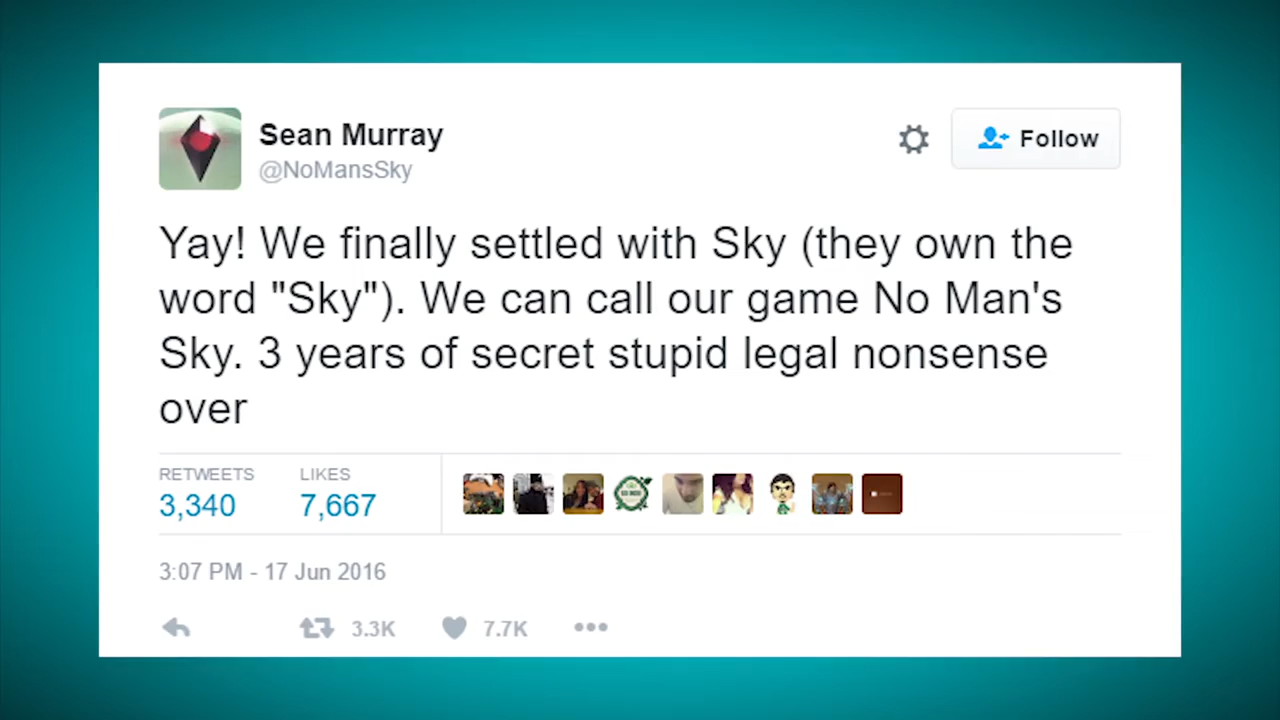 Sean Murray
@NoMansSky
Follow
Yay! We finally settled with Sky (they own the
word "Sky"). We can call our game No Man's
Sky. 3 years of secret stupid legal nonsense
over
RETWEETS LIKES
3,340 7,667
3:07 PM - 17 Jun 2016
3.3K 7.7K